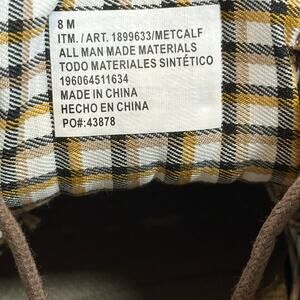 8 M
ITM. / ART. 1899633/METCALF
ALL MAN MADE MATERIALS
TODO MATERIALES SINTÉTICO
196064511634
MADE IN CHINA
HECHO EN CHINA
PO#:43878